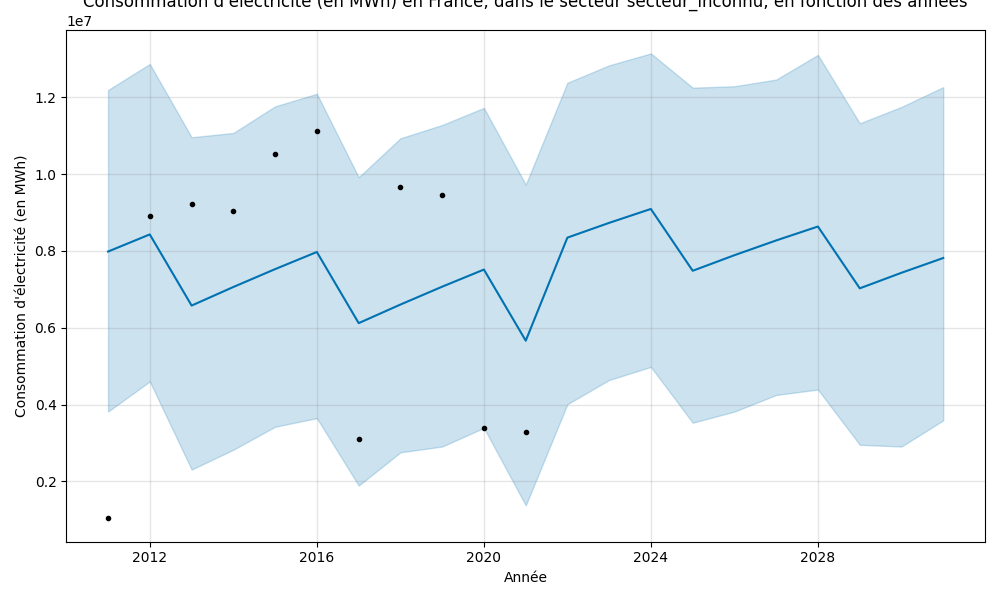 Consommation d'électricité (en MWh) en France, dans le secteur secteur_inconnu, en fonction des années
1e7
1.2
1.0
0.8
0.6
0.4
0.2
Consommation d'électricité (en MWh)
2012 2016 2020 2024 2028
Année